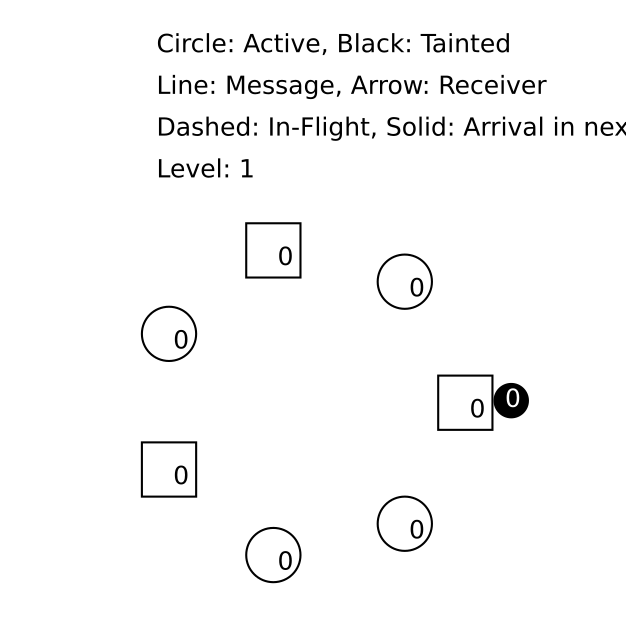 Circle: Active, Black: Tainted
Line: Message, Arrow: Receiver
Dashed: In-Flight, Solid: Arrival in nex
Level: 1
0
0
0
0 0
0
0
0